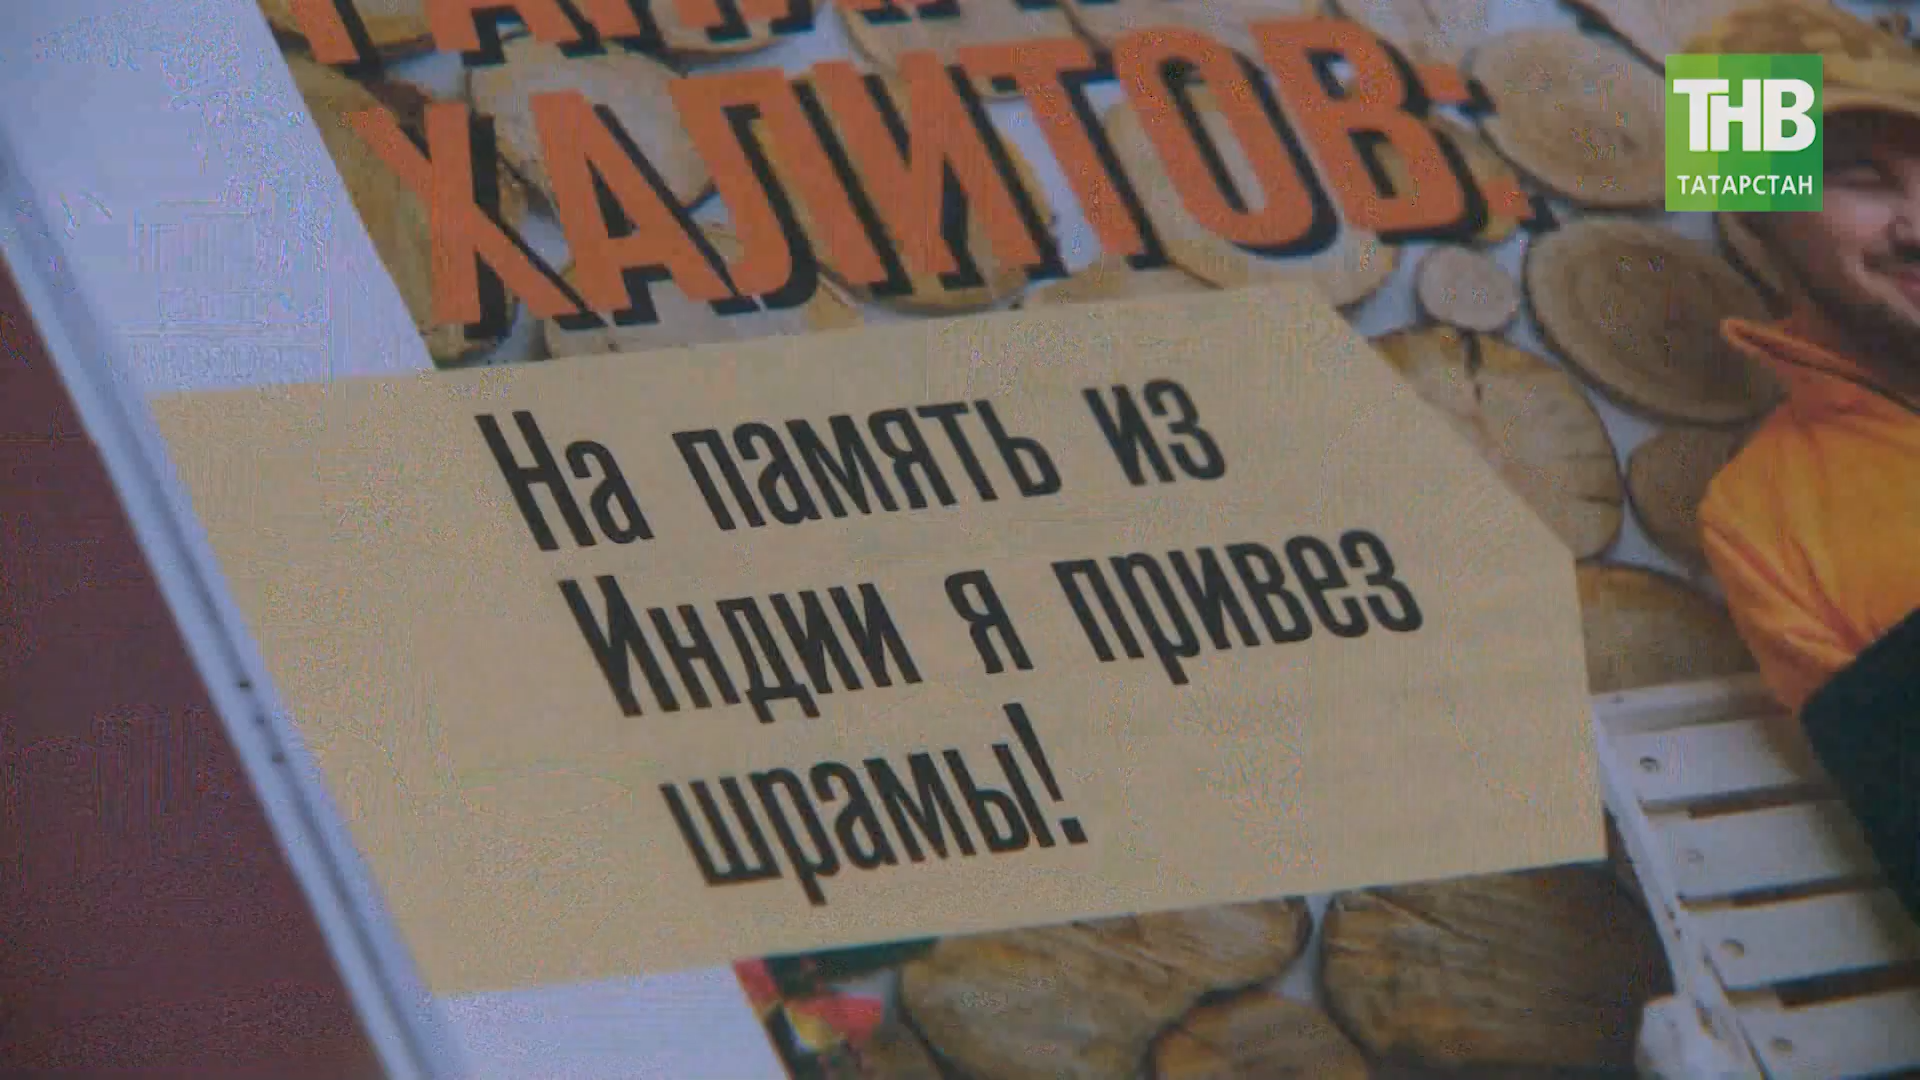 ХАЛИТОВ:
ТНВ
ТАТАРСТАН
На память из
Индии я привез
шрамы!